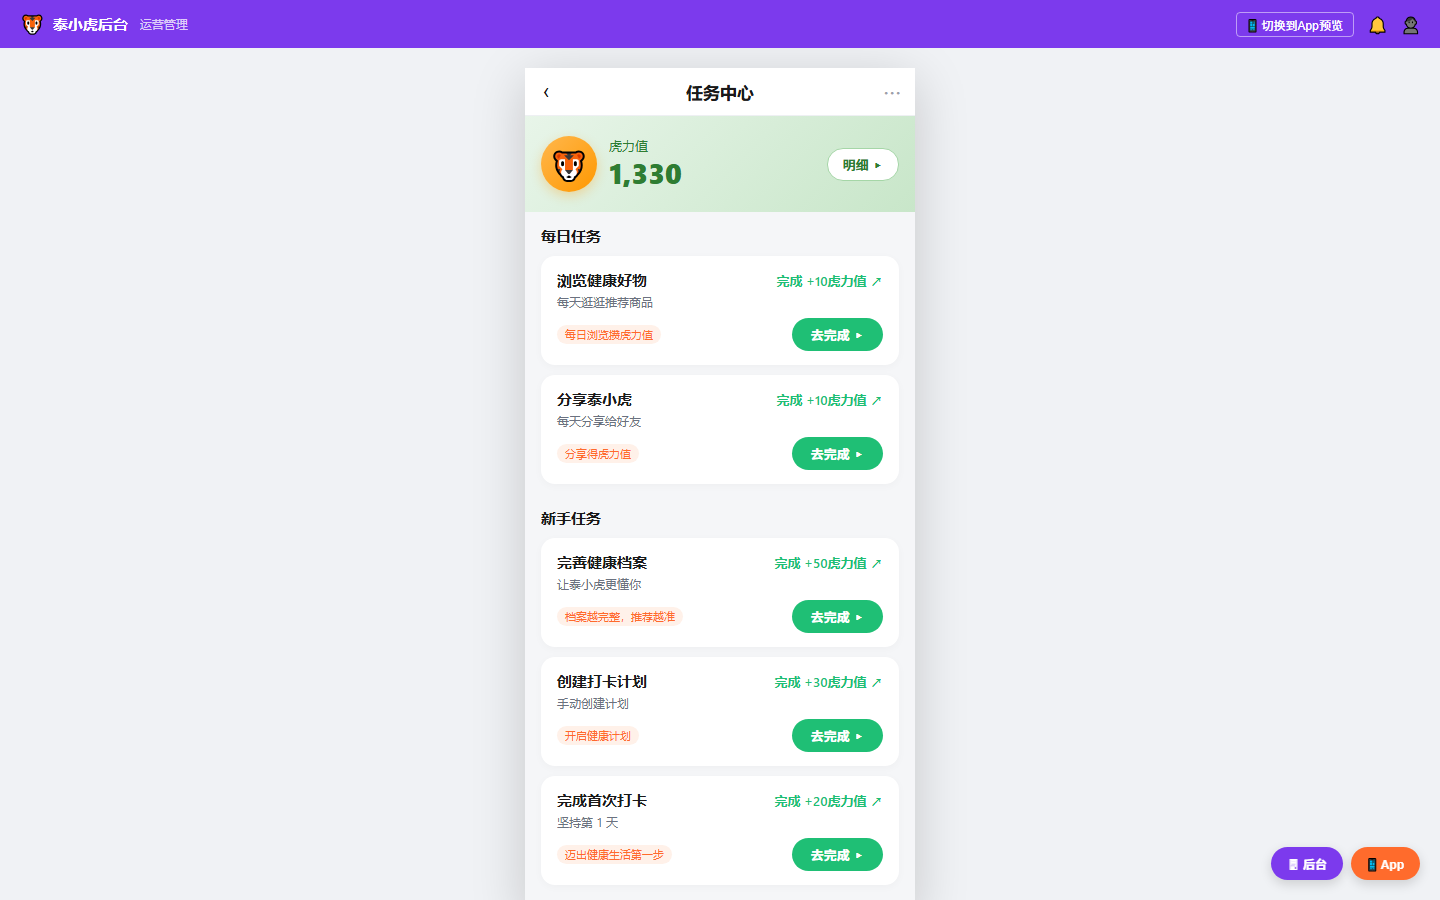 泰小虎后台 运营管理
切换到App预览
任务中心
虎力值
1,330
明细 ▸
每日任务
浏览健康好物
完成 +10虎力值 ↗
每天逛逛推荐商品
每日浏览攒虎力值
去完成 ▸
分享泰小虎
完成 +10虎力值 ↗
每天分享给好友
分享得虎力值
去完成 ▸
新手任务
完善健康档案
完成 +50虎力值 ↗
让泰小虎更懂你
档案越完整，推荐越准
去完成 ▸
创建打卡计划
完成 +30虎力值 ↗
手动创建计划
开启健康计划
去完成 ▸
完成首次打卡
完成 +20虎力值 ↗
坚持第 1 天
迈出健康生活第一步
去完成 ▸
后台
App